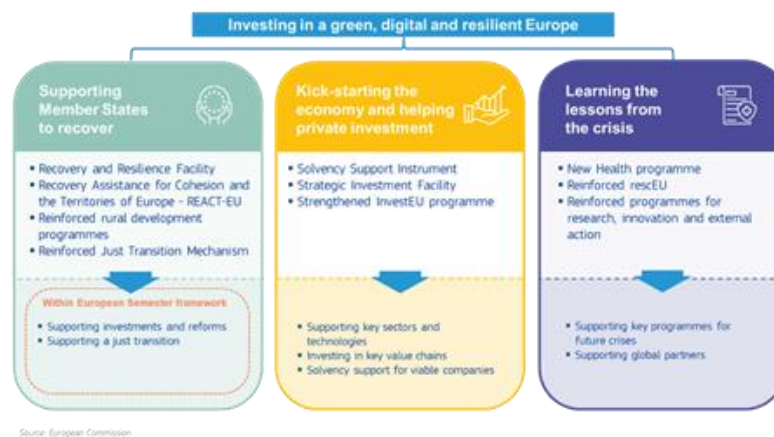 Investing in a green, digital and resilient Europe
Supporting
Member States
to recover
• Recovery and Resilience Facility
• Recovery Assistance for Cohesion and
the Territories of Europe - REACT-EU
• Reinforced rural development
programmes
• Reinforced Just Transition Mechanism
Within European Semester framework
• Supporting investments and reforms
• Supporting a just transition
Kick-starting the
economy and helping
private investment
• Solvency Support Instrument
• Strategic Investment Facility
• Strengthened InvestEU programme
• Supporting key sectors and
technologies
• Investing in key value chains
• Solvency support for viable companies
Learning the
lessons from
the crisis
• New Health programme
• Reinforced rescEU
• Reinforced programmes for
research, innovation and external
action
• Supporting key programmes for
future crises
• Supporting global partners
Source: European Commission